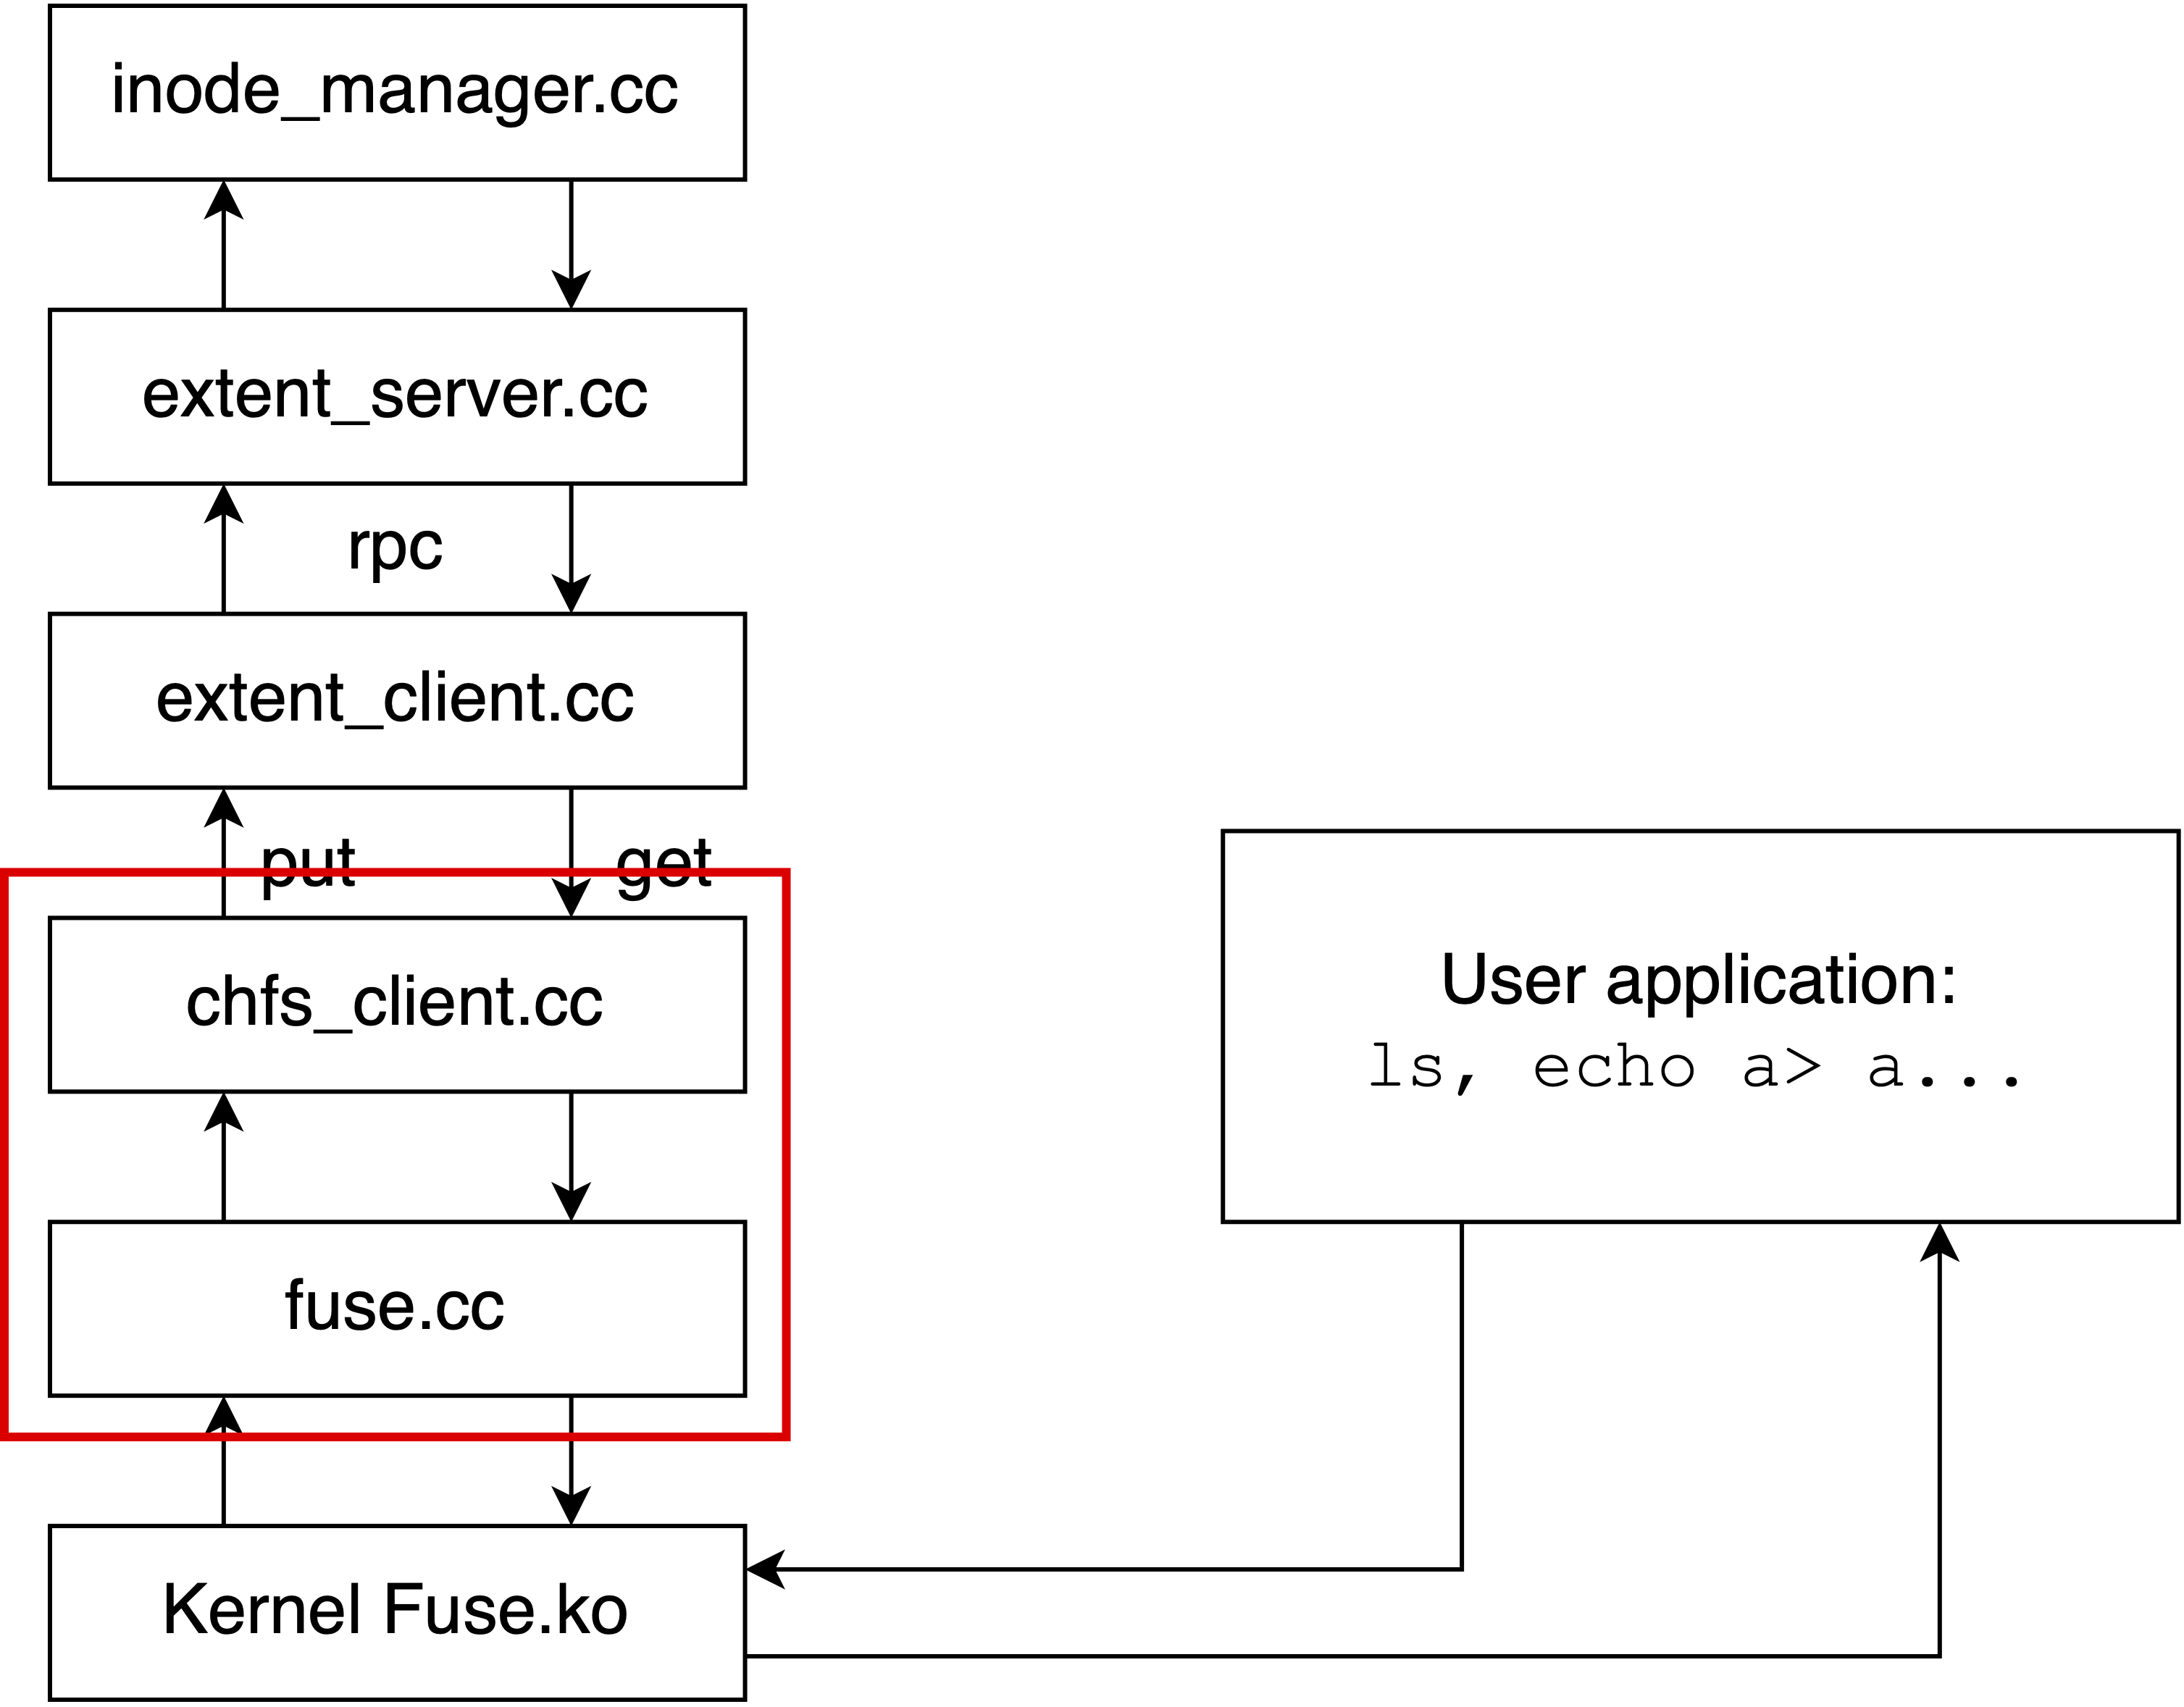 inode_manager.cc
extent_server.cc
rpc
extent_client.cc
put
get
chfs_client.cc
fuse.cc
Kernel Fuse.ko
User application:
ls, echo a> a...